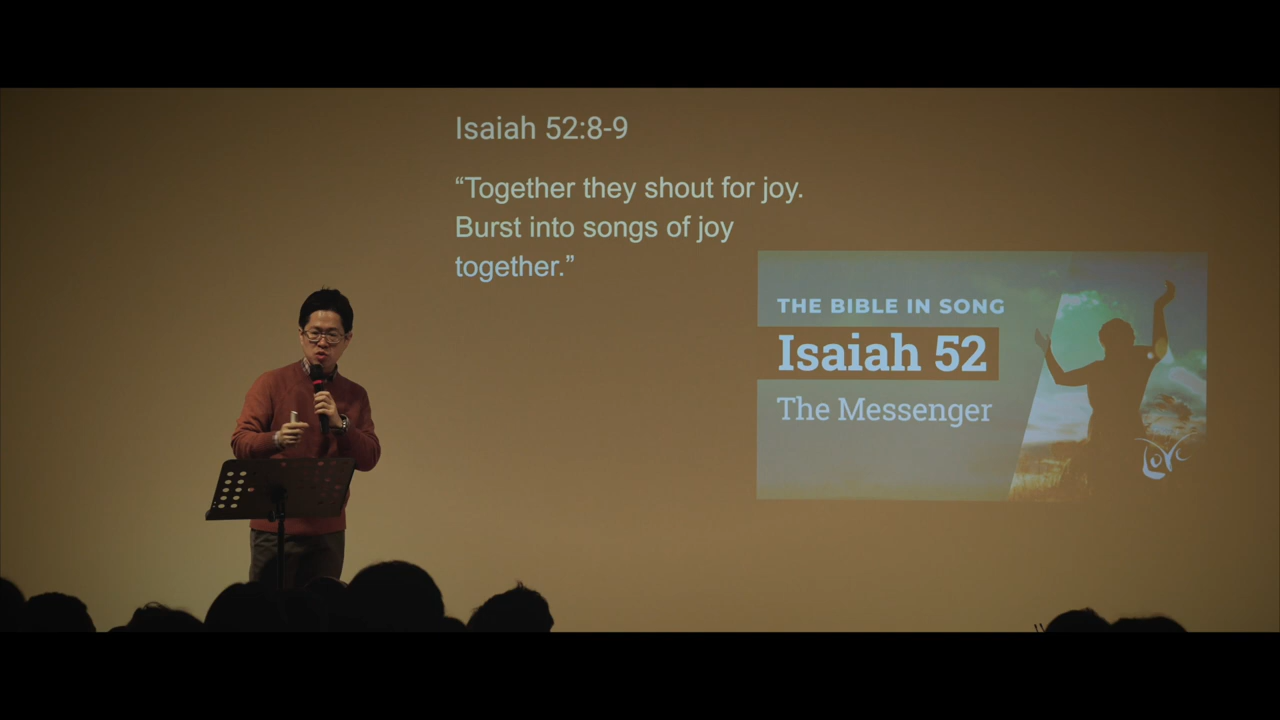 Isaiah 52:8-9
“Together they shout for joy.
Burst into songs of joy
together.”
THE BIBLE IN SONG
Isaiah 52
The Messenger
Love